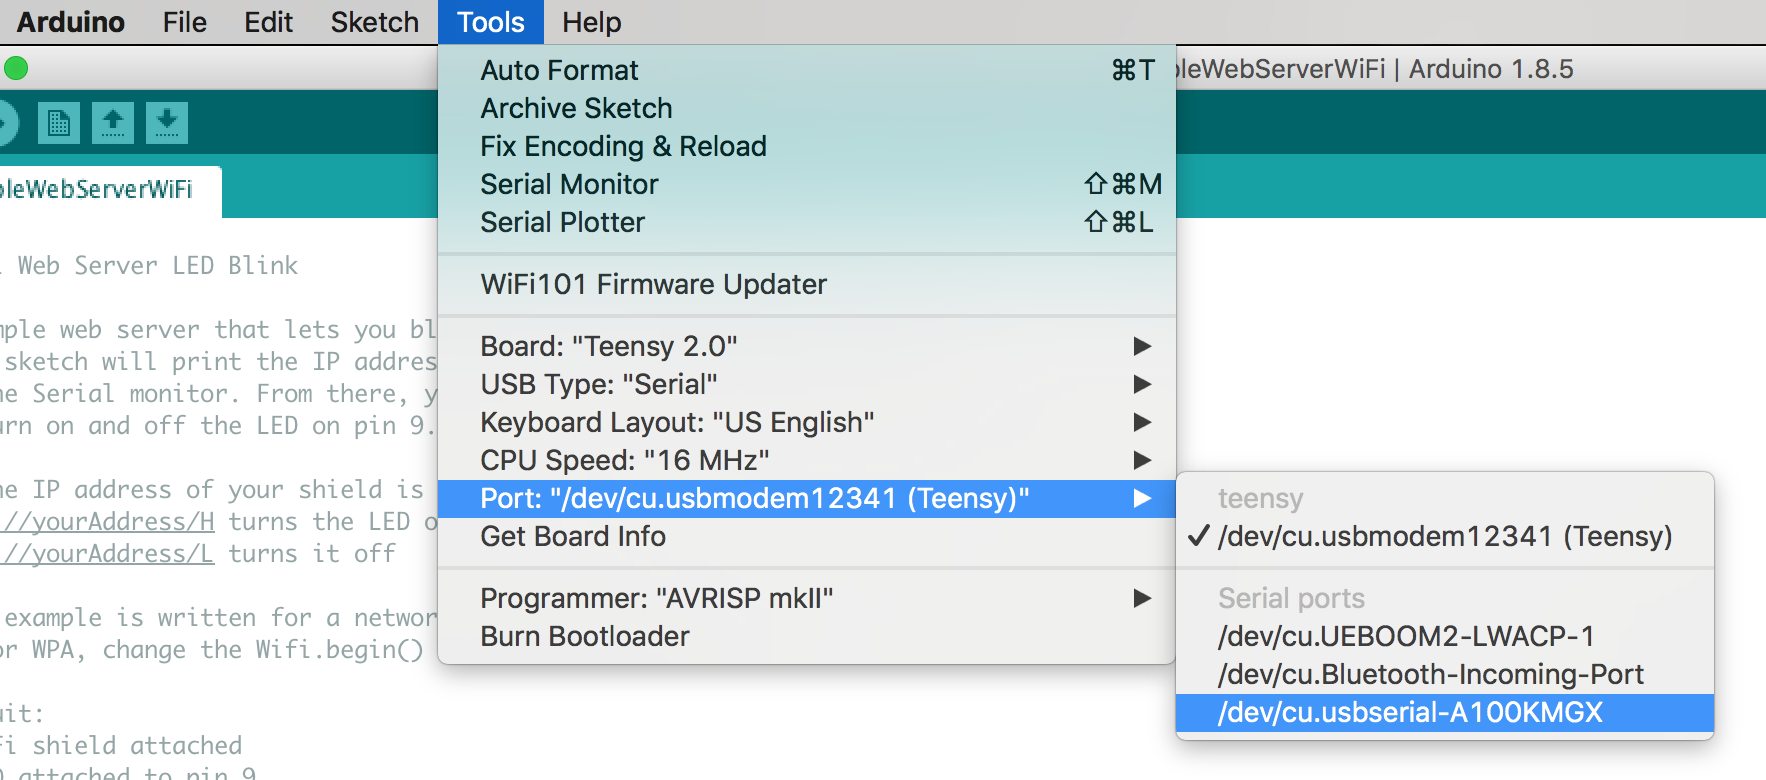 Arduino File Edit Sketch Tools Help
leWebServerWiFi | Arduino 1.8.5
leWebServerWiFi
Web Server LED Blink
mple web server that lets you bl
sketch will print the IP addres
he Serial monitor. From there, y
urn on and off the LED on pin 9.
he IP address of your shield is
://yourAddress/H turns the LED o
://yourAddress/L turns it off
example is written for a networ
or WPA, change the Wifi.begin()
uit:
Fi shield attached
D attached to pin 9
Auto Format ⌘T
Archive Sketch
Fix Encoding & Reload
Serial Monitor ⇧⌘M
Serial Plotter ⇧⌘L
WiFi101 Firmware Updater
Board: "Teensy 2.0" ▶
USB Type: "Serial" ▶
Keyboard Layout: "US English" ▶
CPU Speed: "16 MHz" ▶
Port: "/dev/cu.usbmodem12341 (Teensy)" ▶
Get Board Info
Programmer: "AVRISP mkII" ▶
Burn Bootloader
teensy
✓ /dev/cu.usbmodem12341 (Teensy)
Serial ports
/dev/cu.UEBOOM2-LWACP-1
/dev/cu.Bluetooth-Incoming-Port
/dev/cu.usbserial-A100KMGX